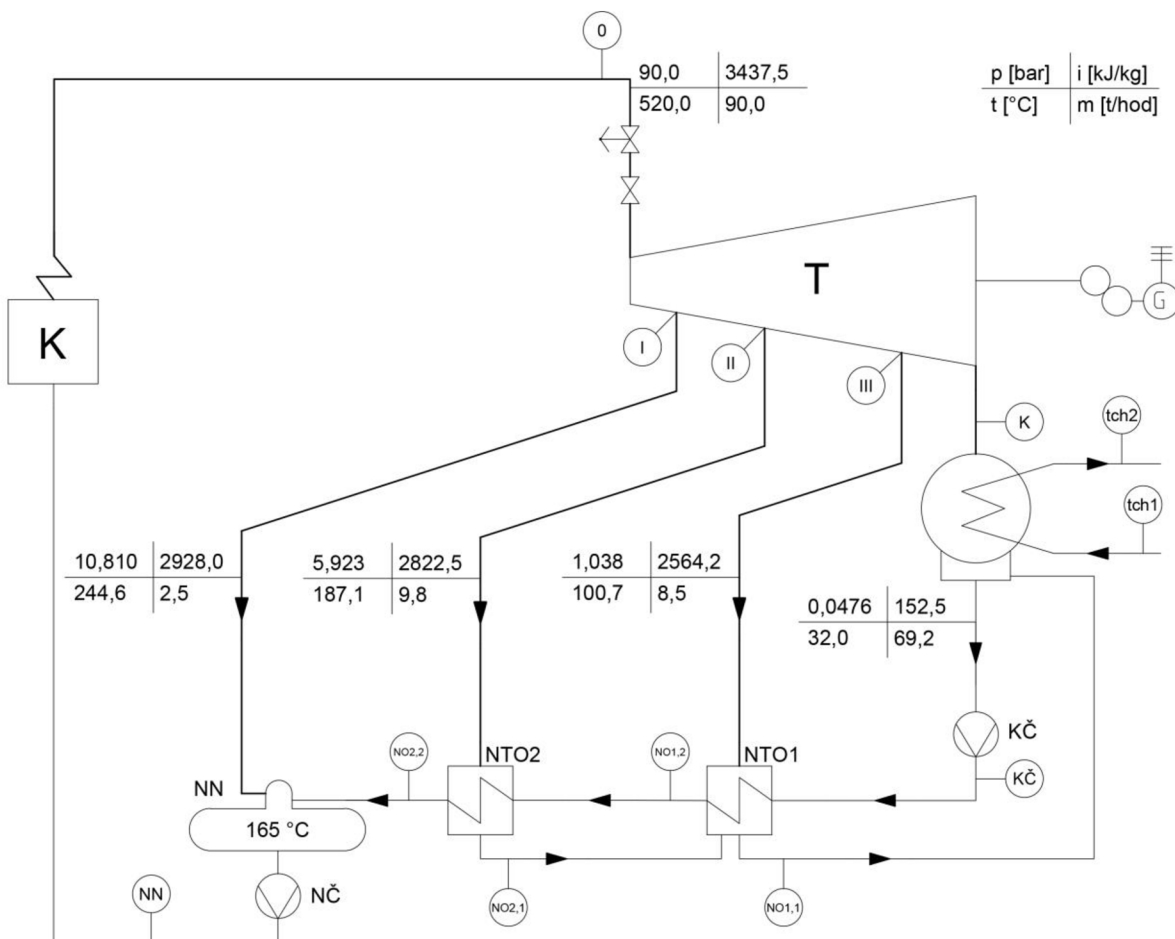 0
90,0 3437,5
520,0 90,0
p [bar] i [kJ/kg]
t [°C] m [t/hod]
T
G
K
I
II
III
K
tch2
tch1
10,810 2928,0
244,6 2,5
5,923 2822,5
187,1 9,8
1,038 2564,2
100,7 8,5
0,0476 152,5
32,0 69,2
KČ
KČ
NO2,2
NTO2
NO1,2
NTO1
NN
165 °C
NN
NČ
NO2,1
NO1,1